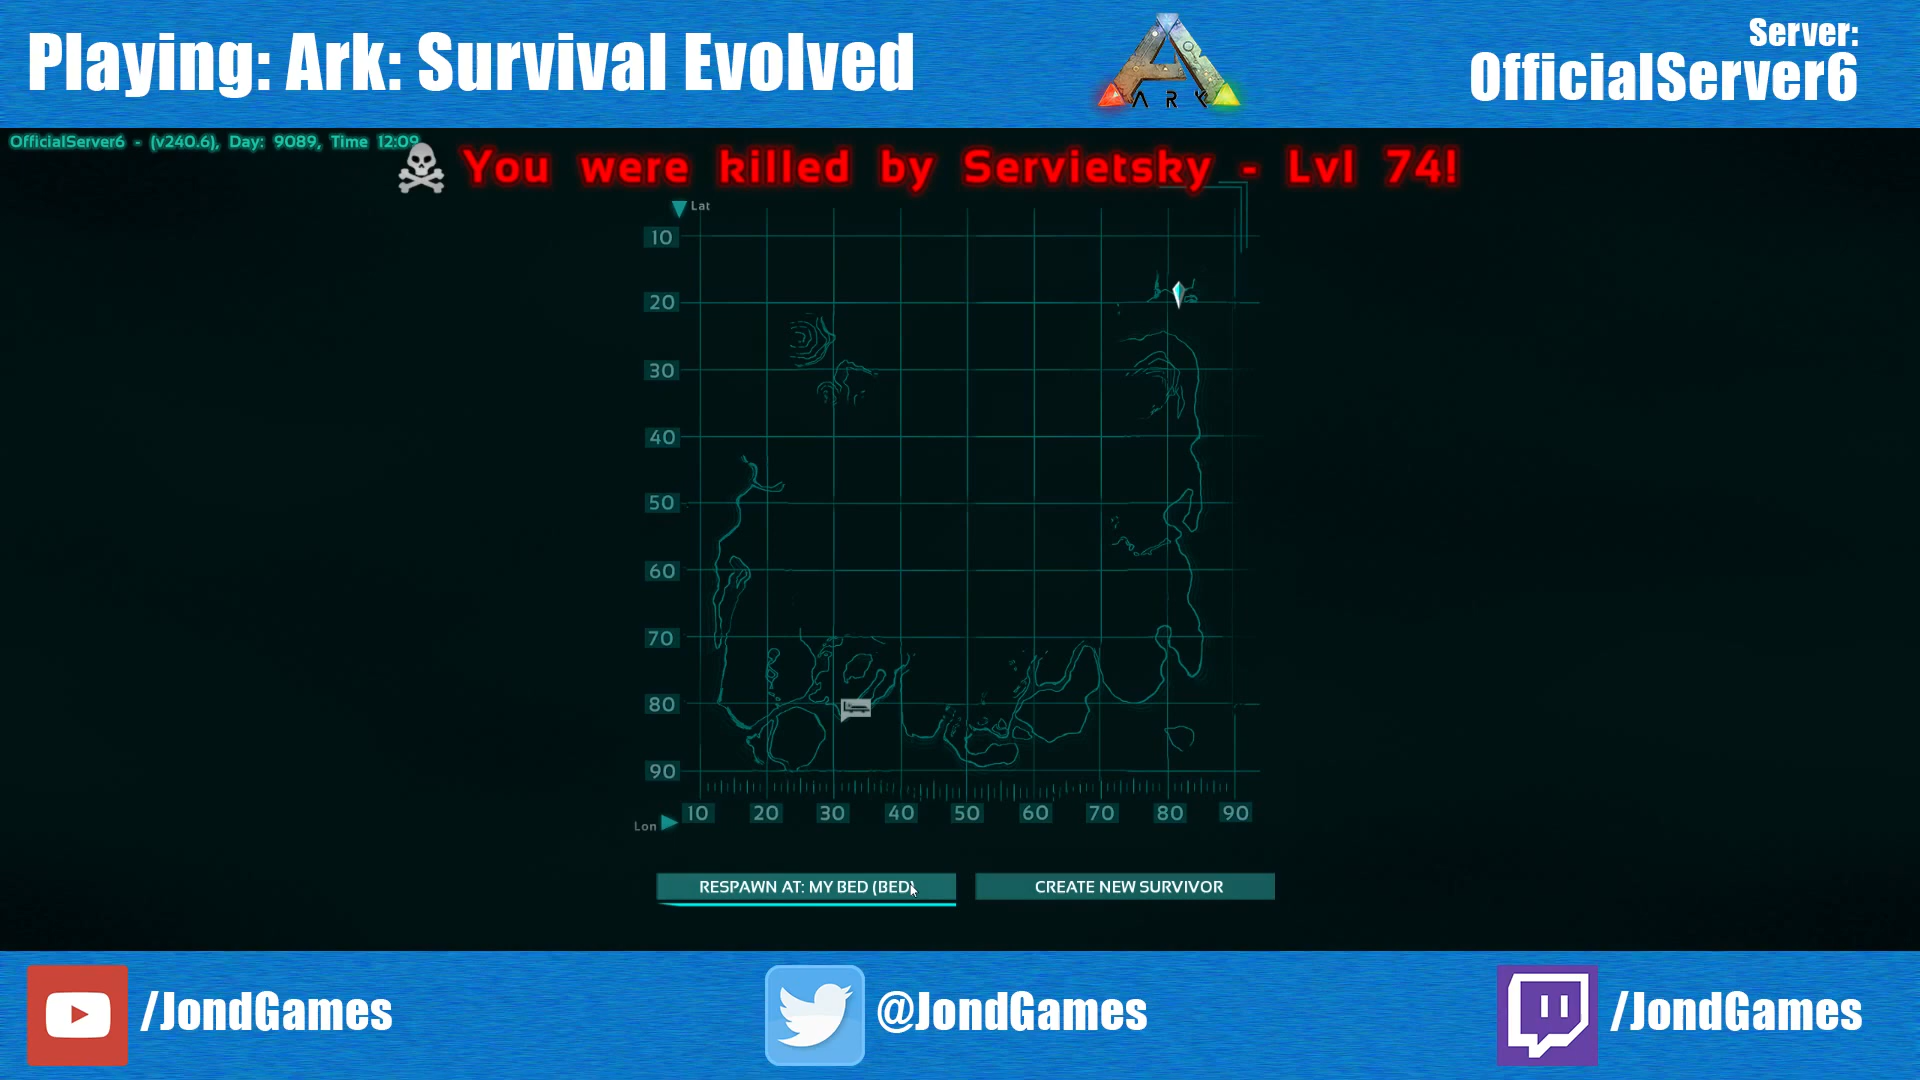 Playing: Ark: Survival Evolved
ARK
Server:
OfficialServer6
OfficialServer6 - (v240.6), Day: 9089, Time 12:09
You were killed by Servietsky - Lvl 74!
Lat
10
20
30
40
50
60
70
80
90
Lon
10 20 30 40 50 60 70 80 90
RESPAWN AT: MY BED (BED)
CREATE NEW SURVIVOR
/JondGames
@JondGames
/JondGames